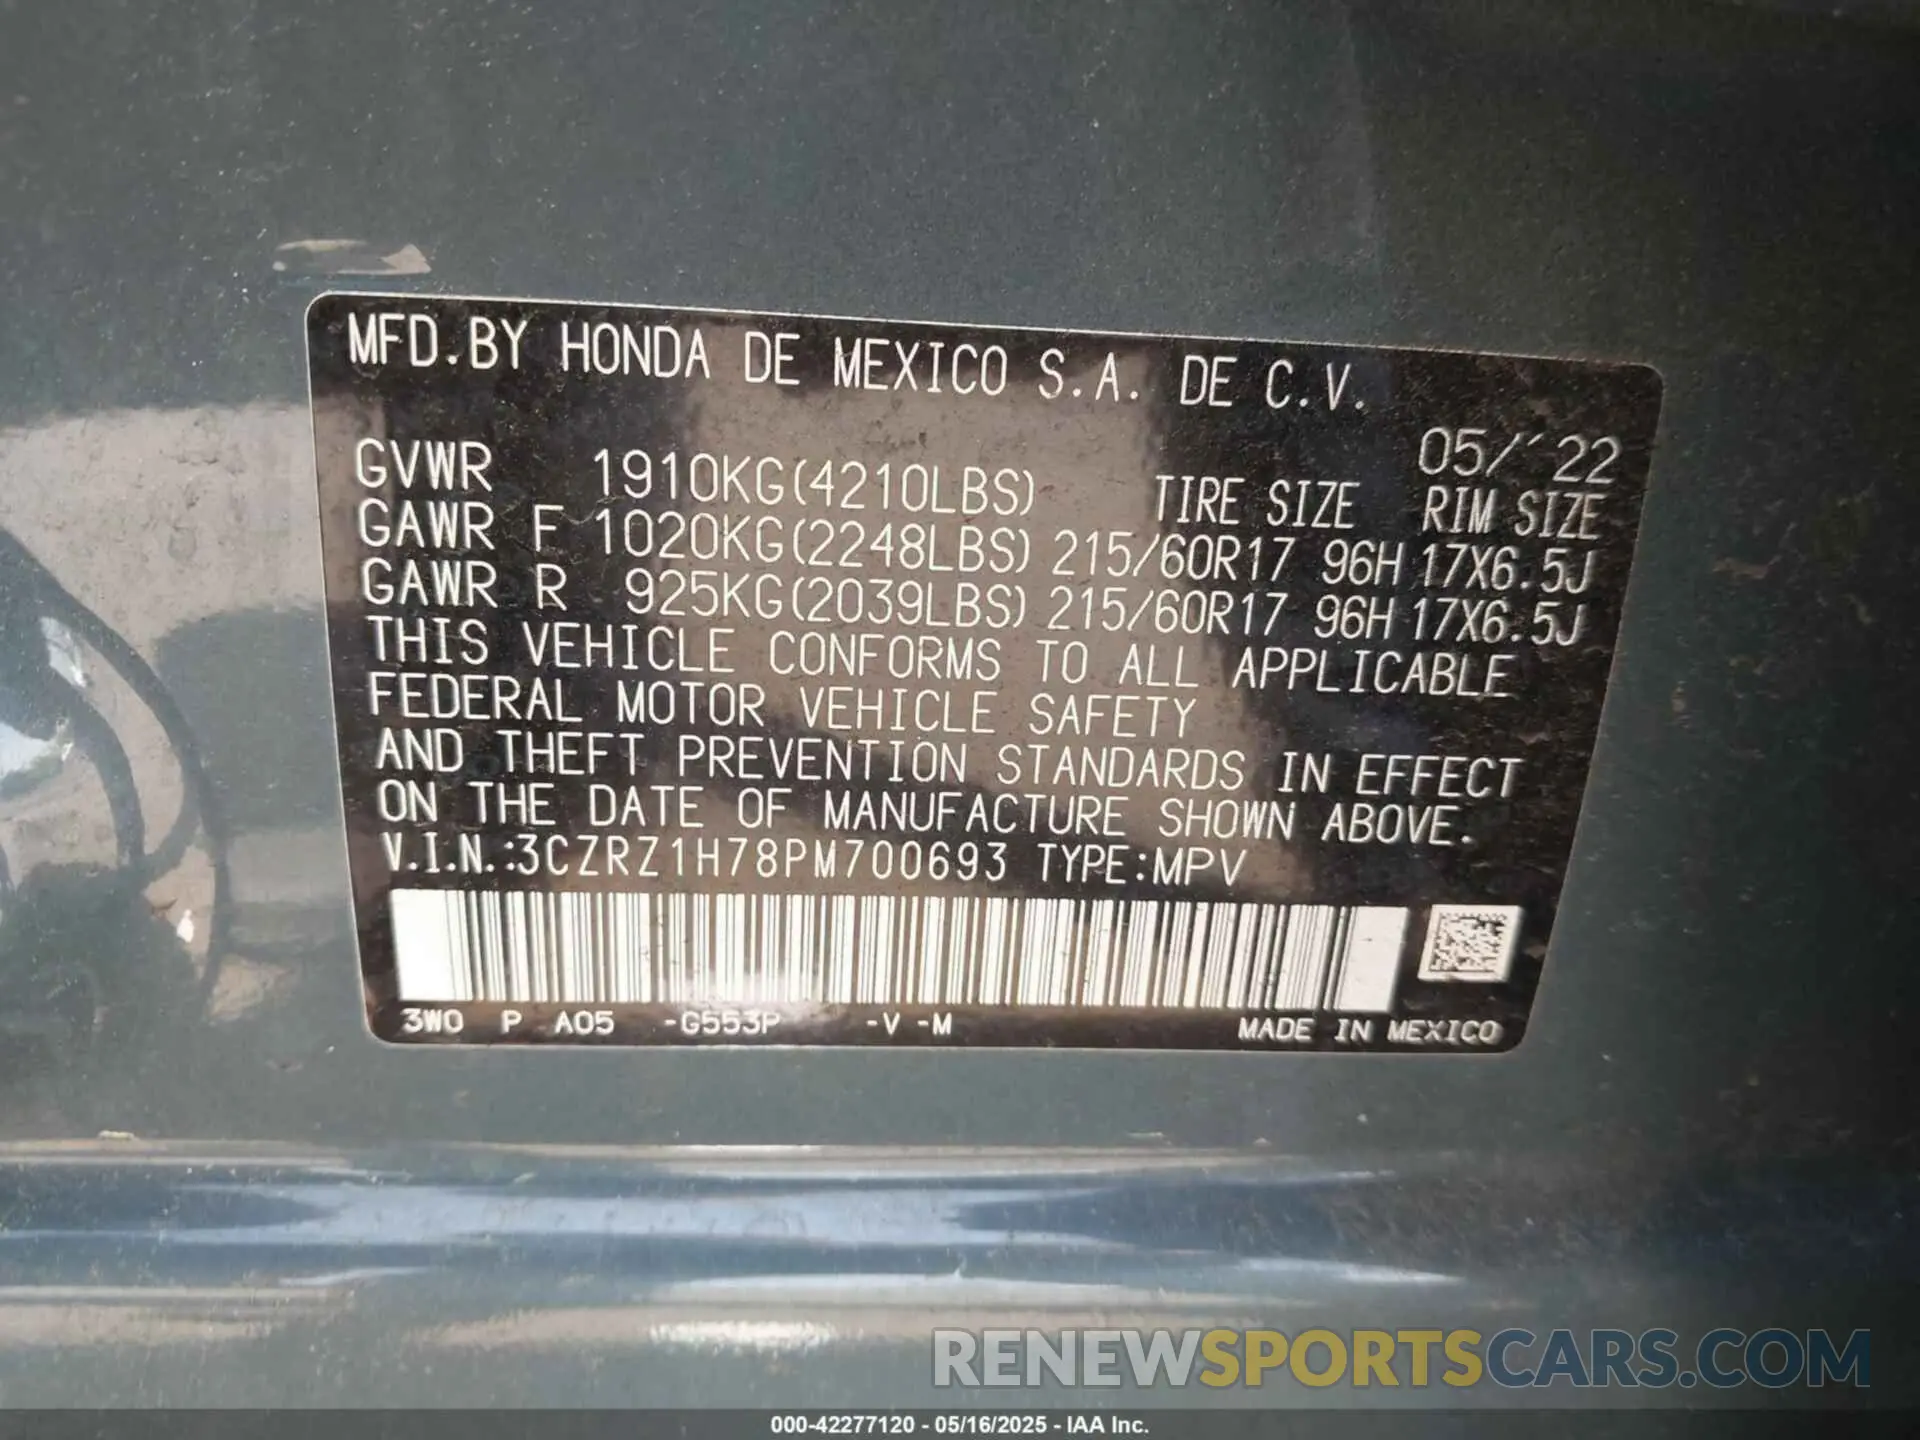 MFD.BY HONDA DE MEXICO S.A. DE C.V.
05/´22
GVWR 1910KG(4210LBS) TIRE SIZE RIM SIZE
GAWR F 1020KG(2248LBS) 215/60R17 96H 17X6.5J
GAWR R 925KG(2039LBS) 215/60R17 96H 17X6.5J
THIS VEHICLE CONFORMS TO ALL APPLICABLE
FEDERAL MOTOR VEHICLE SAFETY
AND THEFT PREVENTION STANDARDS IN EFFECT
ON THE DATE OF MANUFACTURE SHOWN ABOVE.
V.I.N.:3CZRZ1H78PM700693 TYPE:MPV
3W0 P A05 -G553P -V -M MADE IN MEXICO
RENEWSPORTSCARS.COM
000-42277120 - 05/16/2025 - IAA Inc.